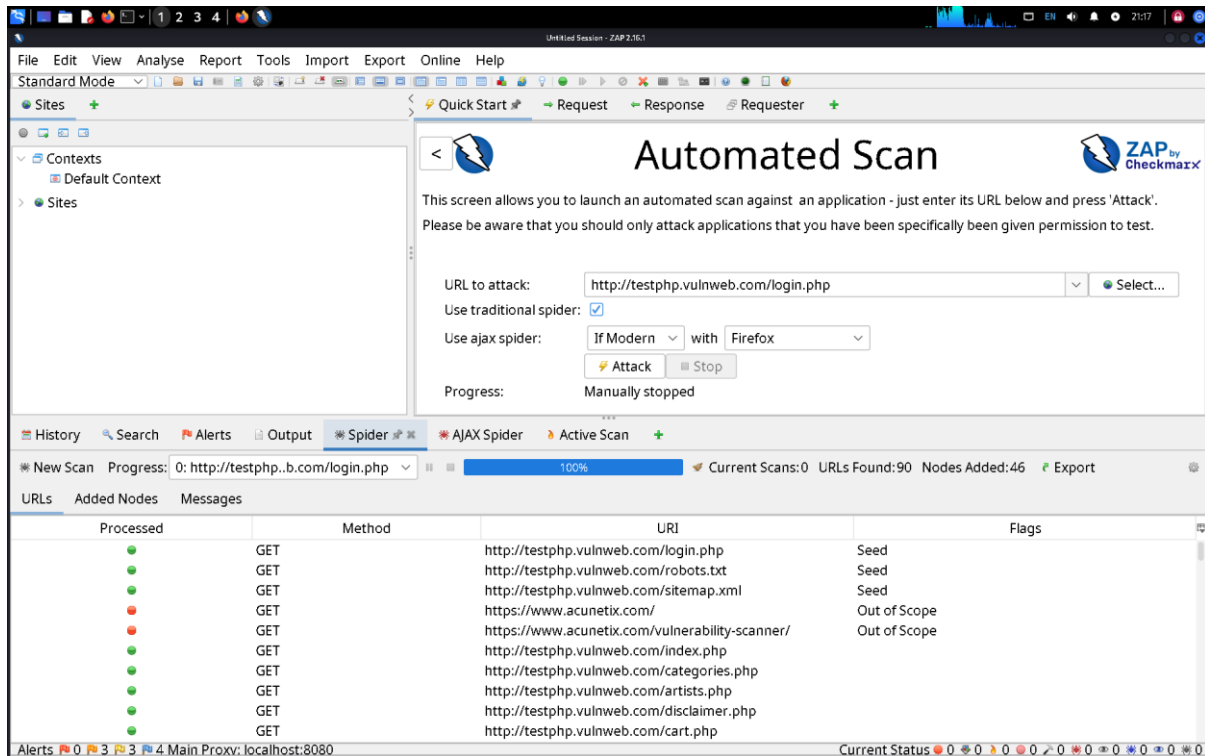 1 2 3 4
EN 21:17
Untitled Session - ZAP 2.16.1
File Edit View Analyse Report Tools Import Export Online Help
Standard Mode
Sites +
Quick Start Request Response Requester +
Contexts
Default Context
Sites
<
Automated Scan
ZAP by
Checkmarx
This screen allows you to launch an automated scan against an application - just enter its URL below and press 'Attack'.
Please be aware that you should only attack applications that you have been specifically been given permission to test.
URL to attack: http://testphp.vulnweb.com/login.php Select...
Use traditional spider:
Use ajax spider: If Modern with Firefox
Attack Stop
Progress: Manually stopped
History Search Alerts Output Spider AJAX Spider Active Scan +
New Scan Progress: 0: http://testphp..b.com/login.php 100% Current Scans:0 URLs Found:90 Nodes Added:46 Export
URLs Added Nodes Messages
Processed Method URI Flags
GET http://testphp.vulnweb.com/login.php Seed
GET http://testphp.vulnweb.com/robots.txt Seed
GET http://testphp.vulnweb.com/sitemap.xml Seed
GET https://www.acunetix.com/ Out of Scope
GET https://www.acunetix.com/vulnerability-scanner/ Out of Scope
GET http://testphp.vulnweb.com/index.php
GET http://testphp.vulnweb.com/categories.php
GET http://testphp.vulnweb.com/artists.php
GET http://testphp.vulnweb.com/disclaimer.php
GET http://testphp.vulnweb.com/cart.php
Alerts 0 3 3 4 Main Proxy: localhost:8080 Current Status 0 0 0 0 0 0 0 0 0 0